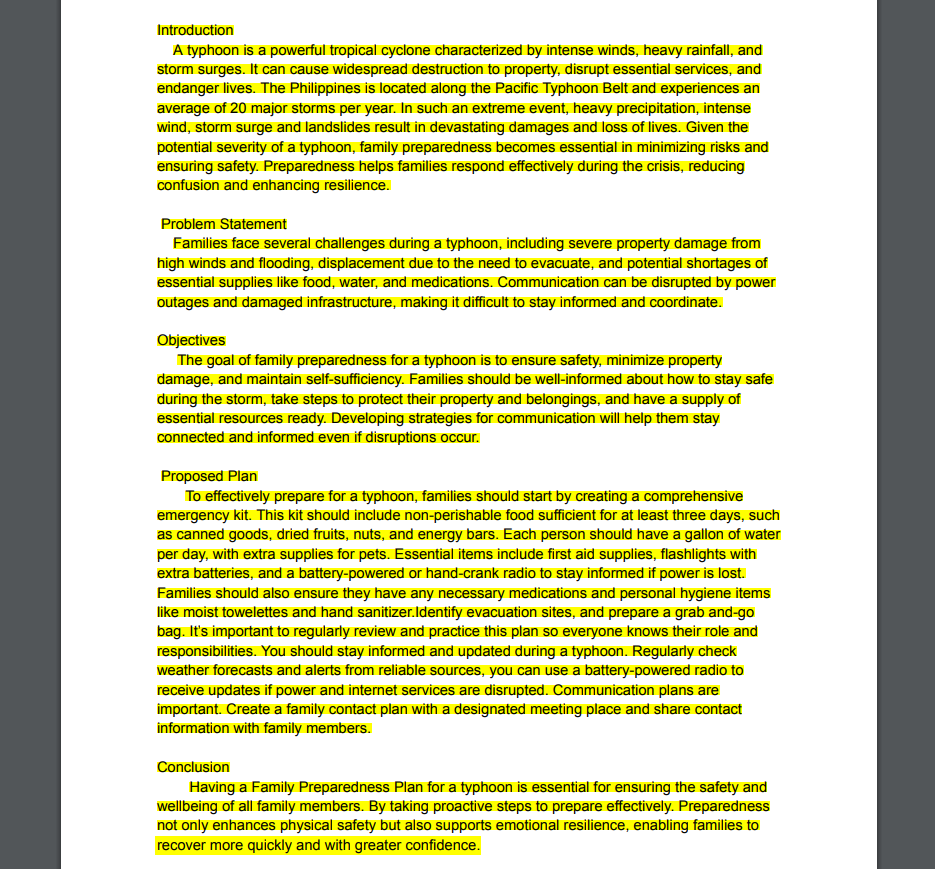 Introduction
A typhoon is a powerful tropical cyclone characterized by intense winds, heavy rainfall, and
storm surges. It can cause widespread destruction to property, disrupt essential services, and
endanger lives. The Philippines is located along the Pacific Typhoon Belt and experiences an
average of 20 major storms per year. In such an extreme event, heavy precipitation, intense
wind, storm surge and landslides result in devastating damages and loss of lives. Given the
potential severity of a typhoon, family preparedness becomes essential in minimizing risks and
ensuring safety. Preparedness helps families respond effectively during the crisis, reducing
confusion and enhancing resilience.
Problem Statement
Families face several challenges during a typhoon, including severe property damage from
high winds and flooding, displacement due to the need to evacuate, and potential shortages of
essential supplies like food, water, and medications. Communication can be disrupted by power
outages and damaged infrastructure, making it difficult to stay informed and coordinate.
Objectives
The goal of family preparedness for a typhoon is to ensure safety, minimize property
damage, and maintain self-sufficiency. Families should be well-informed about how to stay safe
during the storm, take steps to protect their property and belongings, and have a supply of
essential resources ready. Developing strategies for communication will help them stay
connected and informed even if disruptions occur.
Proposed Plan
To effectively prepare for a typhoon, families should start by creating a comprehensive
emergency kit. This kit should include non-perishable food sufficient for at least three days, such
as canned goods, dried fruits, nuts, and energy bars. Each person should have a gallon of water
per day, with extra supplies for pets. Essential items include first aid supplies, flashlights with
extra batteries, and a battery-powered or hand-crank radio to stay informed if power is lost.
Families should also ensure they have any necessary medications and personal hygiene items
like moist towelettes and hand sanitizer.Identify evacuation sites, and prepare a grab and-go
bag. It's important to regularly review and practice this plan so everyone knows their role and
responsibilities. You should stay informed and updated during a typhoon. Regularly check
weather forecasts and alerts from reliable sources, you can use a battery-powered radio to
receive updates if power and internet services are disrupted. Communication plans are
important. Create a family contact plan with a designated meeting place and share contact
information with family members.
Conclusion
Having a Family Preparedness Plan for a typhoon is essential for ensuring the safety and
wellbeing of all family members. By taking proactive steps to prepare effectively. Preparedness
not only enhances physical safety but also supports emotional resilience, enabling families to
recover more quickly and with greater confidence.